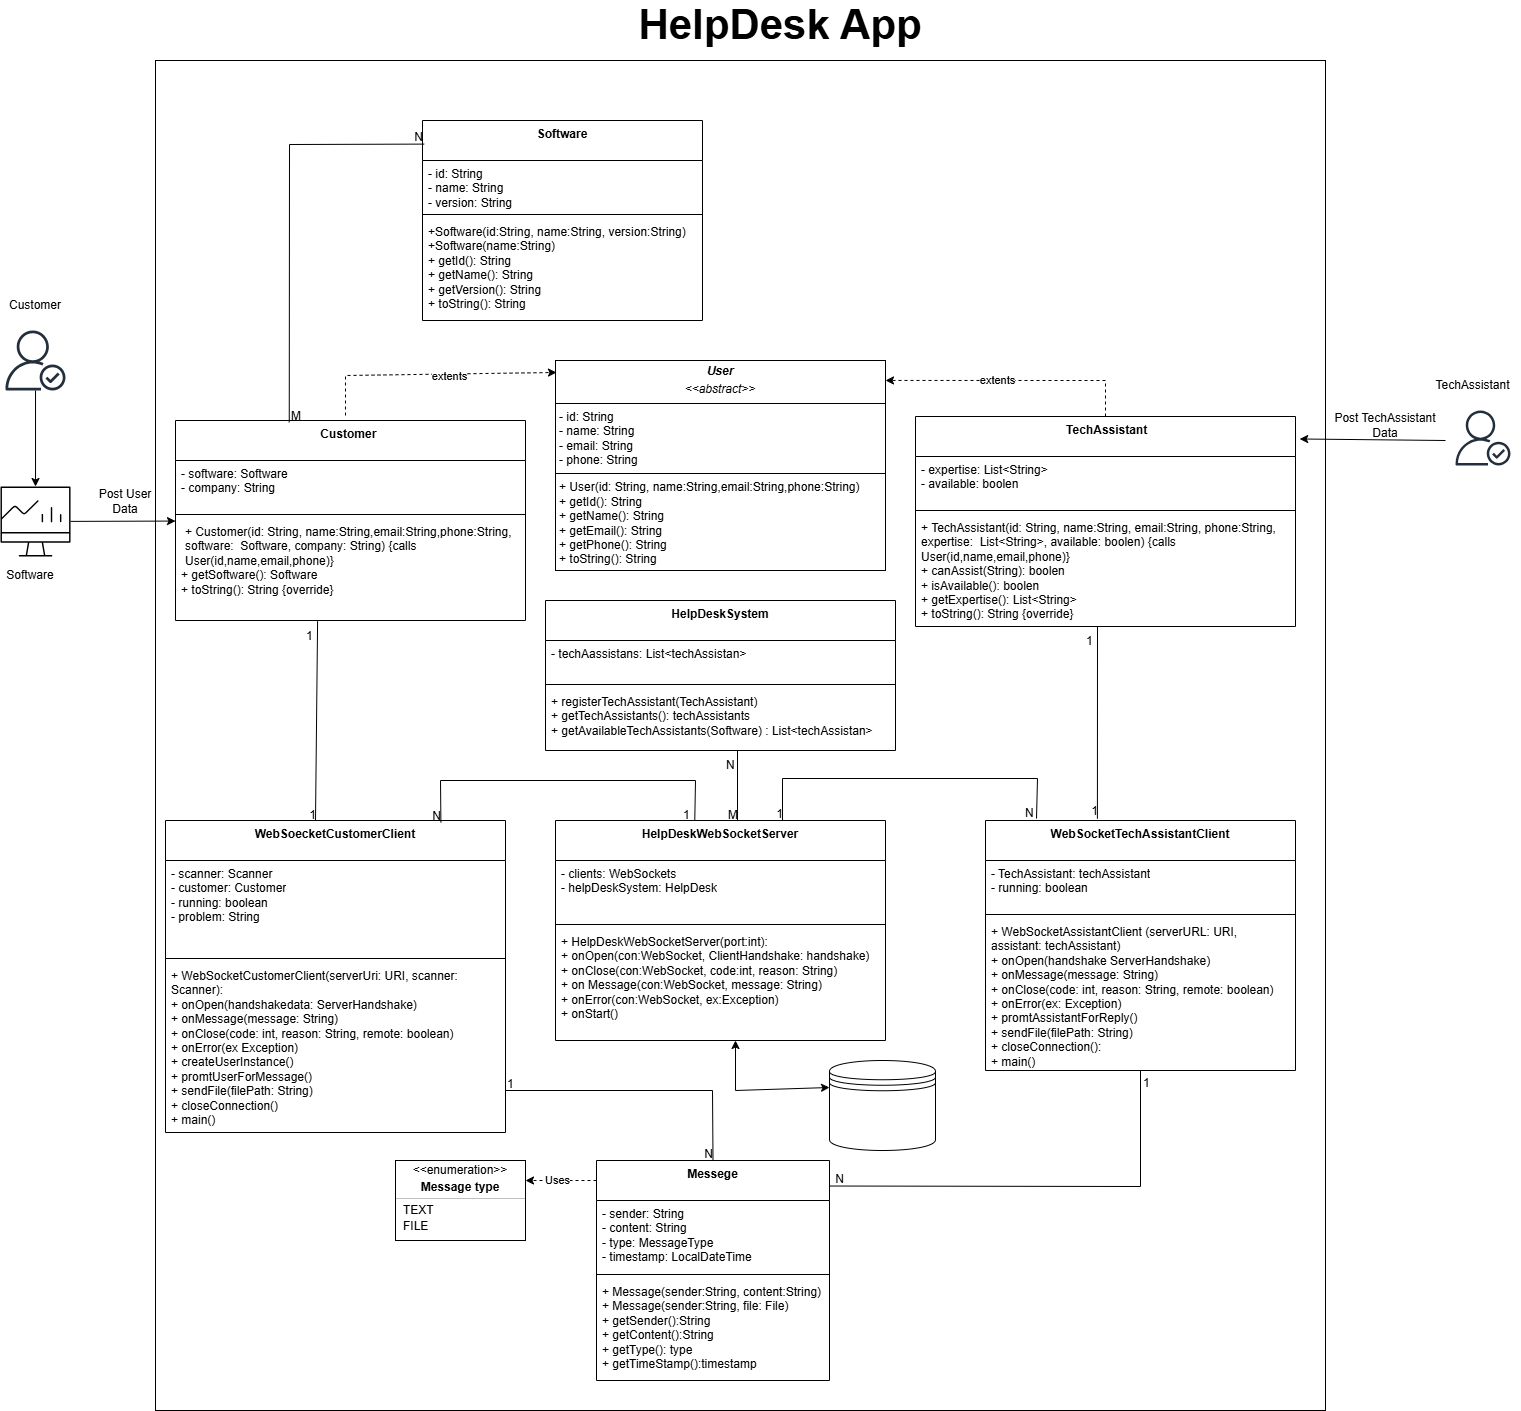 HelpDesk App
N
Software
- id: String
- name: String
- version: String
+Software(id:String, name:String, version:String)
+Software(name:String)
+ getId(): String
+ getName(): String
+ getVersion(): String
+ toString(): String
Customer
Software
Post User
Data
extents
User
<<abstract>>
- id: String
- name: String
- email: String
- phone: String
+ User(id: String, name:String,email:String,phone:String)
+ getId(): String
+ getName(): String
+ getEmail(): String
+ getPhone(): String
+ toString(): String
extents
TechAssistant
Post TechAssistant
Data
M
Customer
- software: Software
- company: String
+ Customer(id: String, name:String,email:String,phone:String,
software:  Software, company: String) {calls
User(id,name,email,phone)}
+ getSoftware(): Software
+ toString(): String {override}
1
TechAssistant
- expertise: List<String>
- available: boolen
+ TechAssistant(id: String, name:String, email:String, phone:String,
expertise:  List<String>, available: boolen) {calls
User(id,name,email,phone)}
+ canAssist(String): boolen
+ isAvailable(): boolen
+ getExpertise(): List<String>
+ toString(): String {override}
1
HelpDeskSystem
- techAassistans: List<techAssistan>
+ registerTechAssistant(TechAssistant)
+ getTechAssistants(): techAssistants
+ getAvailableTechAssistants(Software) : List<techAssistan>
N
1
N
1
M
1
N
1
WebSoecketCustomerClient
- scanner: Scanner
- customer: Customer
- running: boolean
- problem: String
+ WebSocketCustomerClient(serverUri: URI, scanner:
Scanner):
+ onOpen(handshakedata: ServerHandshake)
+ onMessage(message: String)
+ onClose(code: int, reason: String, remote: boolean)
+ onError(ex Exception)
+ createUserInstance()
+ promtUserForMessage()
+ sendFile(filePath: String)
+ closeConnection()
+ main()
1
HelpDeskWebSocketServer
- clients: WebSockets
- helpDeskSystem: HelpDesk
+ HelpDeskWebSocketServer(port:int):
+ onOpen(con:WebSocket, ClientHandshake: handshake)
+ onClose(con:WebSocket, code:int, reason: String)
+ on Message(con:WebSocket, message: String)
+ onError(con:WebSocket, ex:Exception)
+ onStart()
WebSocketTechAssistantClient
- TechAssistant: techAssistant
- running: boolean
+ WebSocketAssistantClient (serverURL: URI,
assistant: techAssistant)
+ onOpen(handshake ServerHandshake)
+ onMessage(message: String)
+ onClose(code: int, reason: String, remote: boolean)
+ onError(ex: Exception)
+ promtAssistantForReply()
+ sendFile(filePath: String)
+ closeConnection():
+ main()
1
N
<<enumeration>>
Message type
TEXT
FILE
Uses
Messege
- sender: String
- content: String
- type: MessageType
- timestamp: LocalDateTime
+ Message(sender:String, content:String)
+ Message(sender:String, file: File)
+ getSender():String
+ getContent():String
+ getType(): type
+ getTimeStamp():timestamp
N